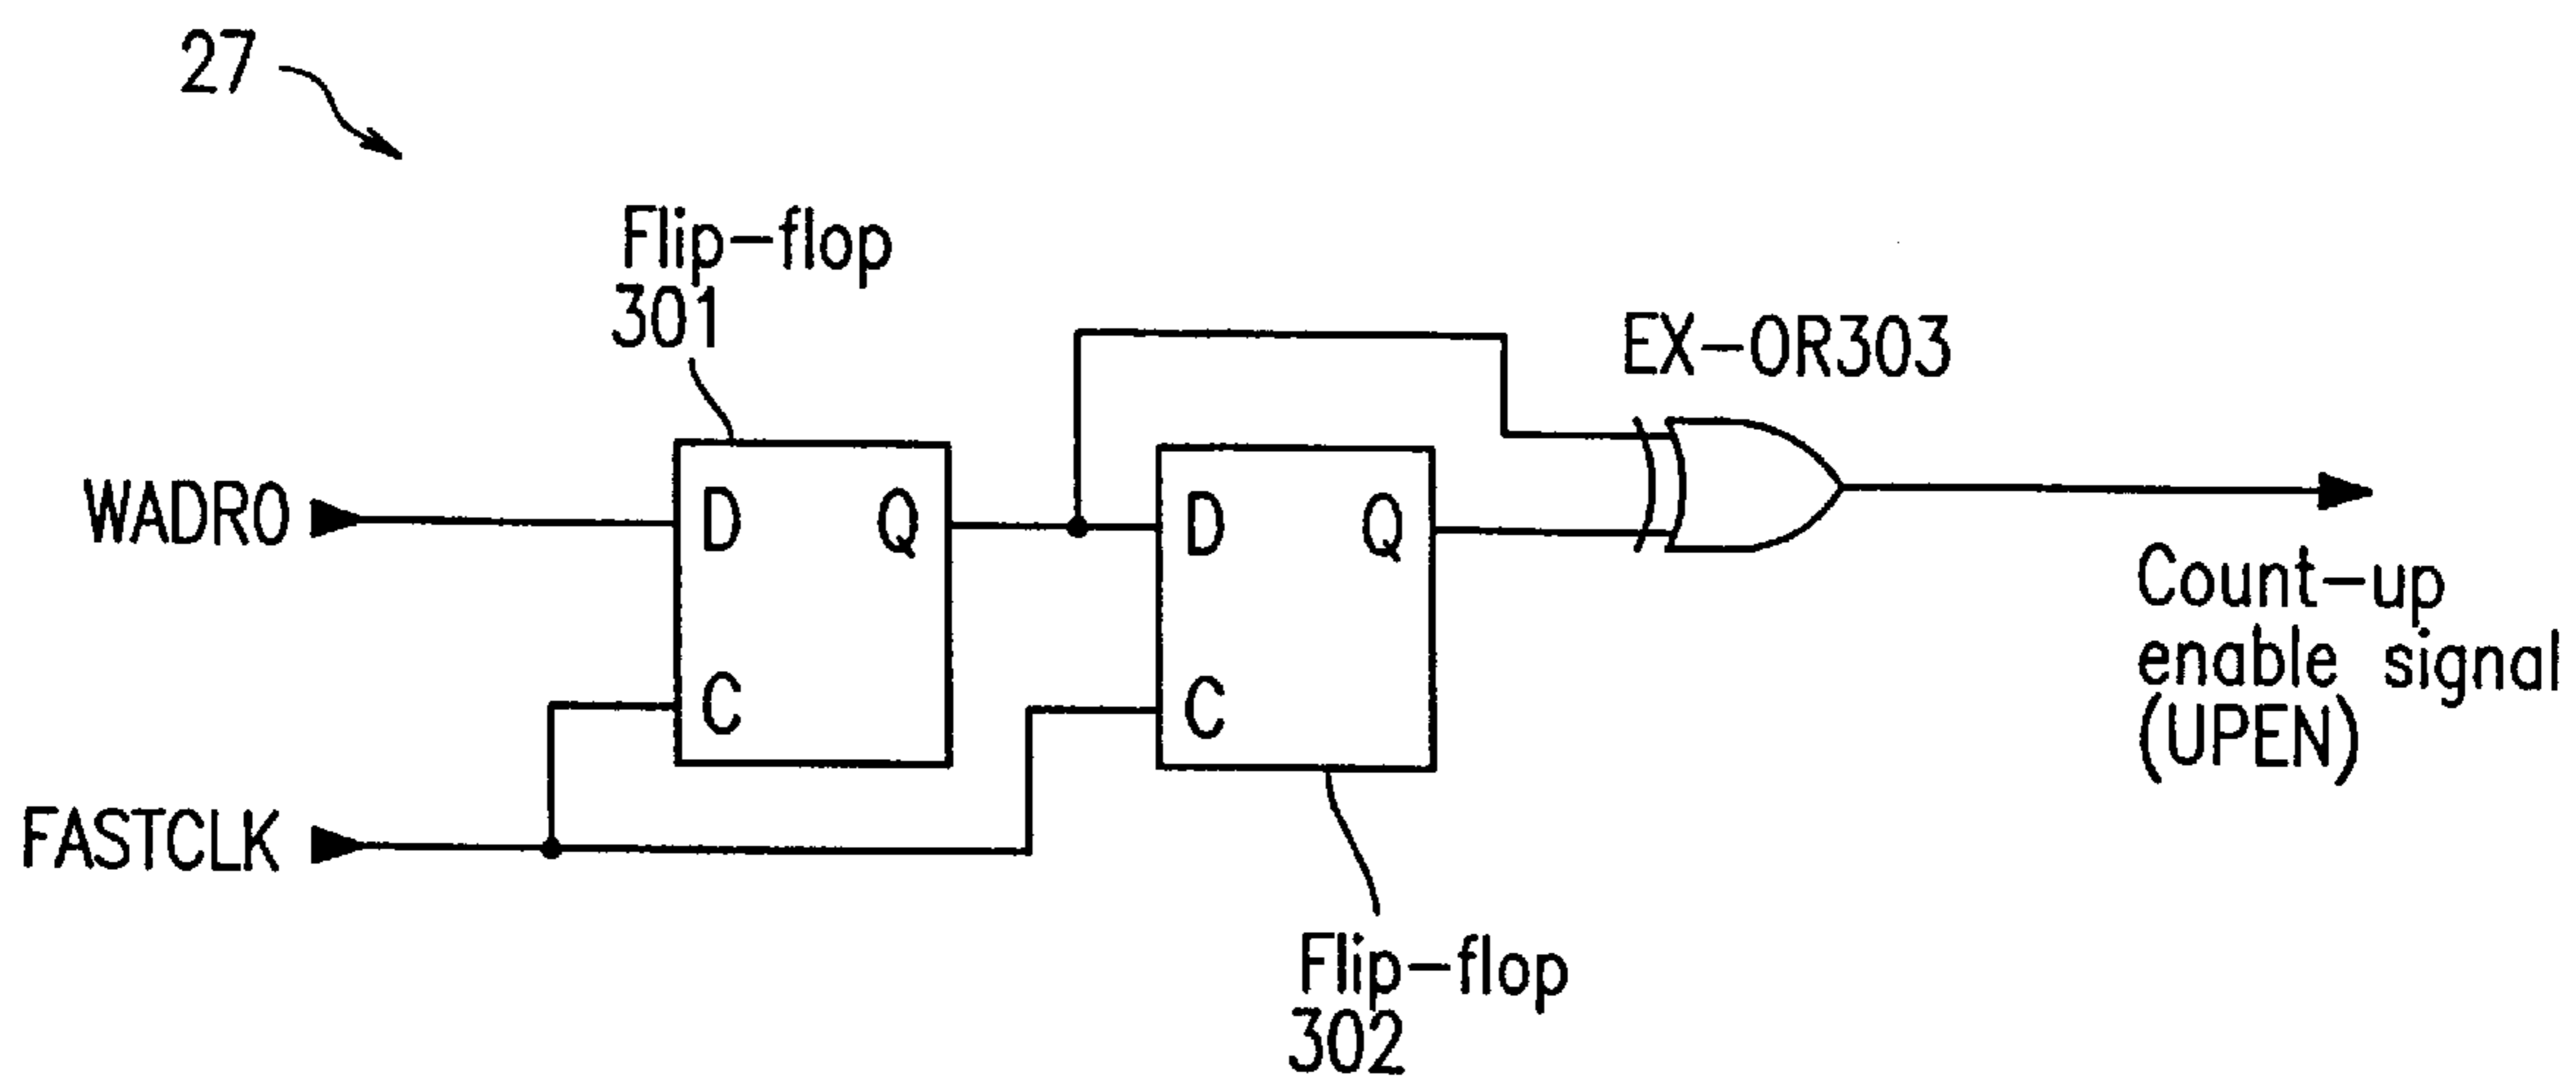 27
Flip-flop
301
EX-OR303
WADR0
D
Q
D
Q
C
C
Count-up
enable signal
(UPEN)
FASTCLK
Flip-flop
302